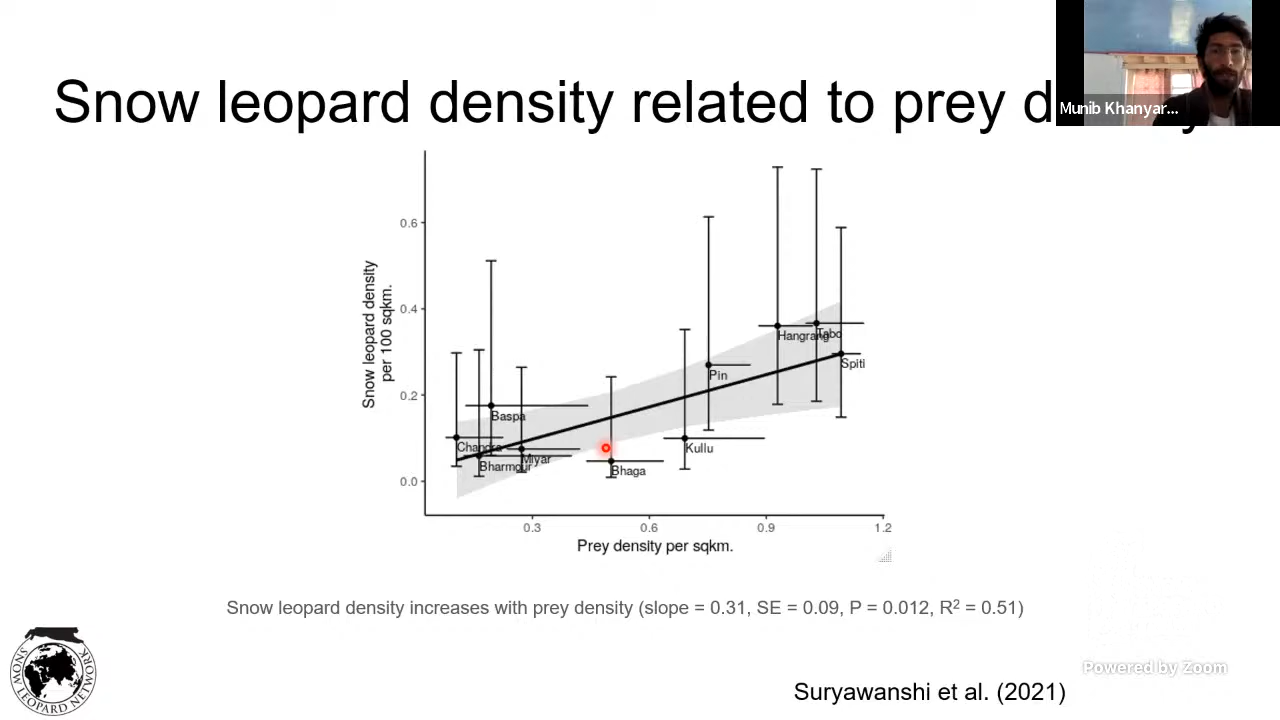 Snow leopard density related to prey
Munib Khanyar...
Snow leopard density
per 100 sqkm.
0.6
0.4
0.2
0.0
Hangrang
Tabo
Spiti
Pin
Baspa
Chandra
Kullu
Miyar
Bharmour
Bhaga
0.3
0.6
0.9
1.2
Prey density per sqkm.
Snow leopard density increases with prey density (slope = 0.31, SE = 0.09, P = 0.012, R² = 0.51)
SNOW LEOPARD NETWORK
Powered by Zoom
Suryawanshi et al. (2021)